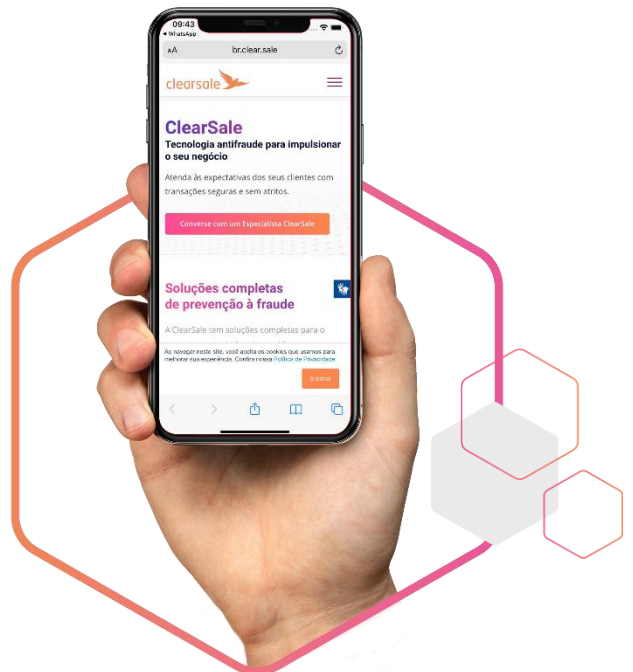 09:43
WhatsApp
AA br.clear.sale
clearsale
ClearSale
Tecnologia antifraude para impulsionar
o seu negócio
Atenda às expectativas dos seus clientes com
transações seguras e sem atritos.
Converse com um Especialista ClearSale
Soluções completas
de prevenção à fraude
A ClearSale tem soluções completas para o
Ao navegar neste site, você aceita os cookies que usamos para
melhorar sua experiência. Confira nossa Política de Privacidade